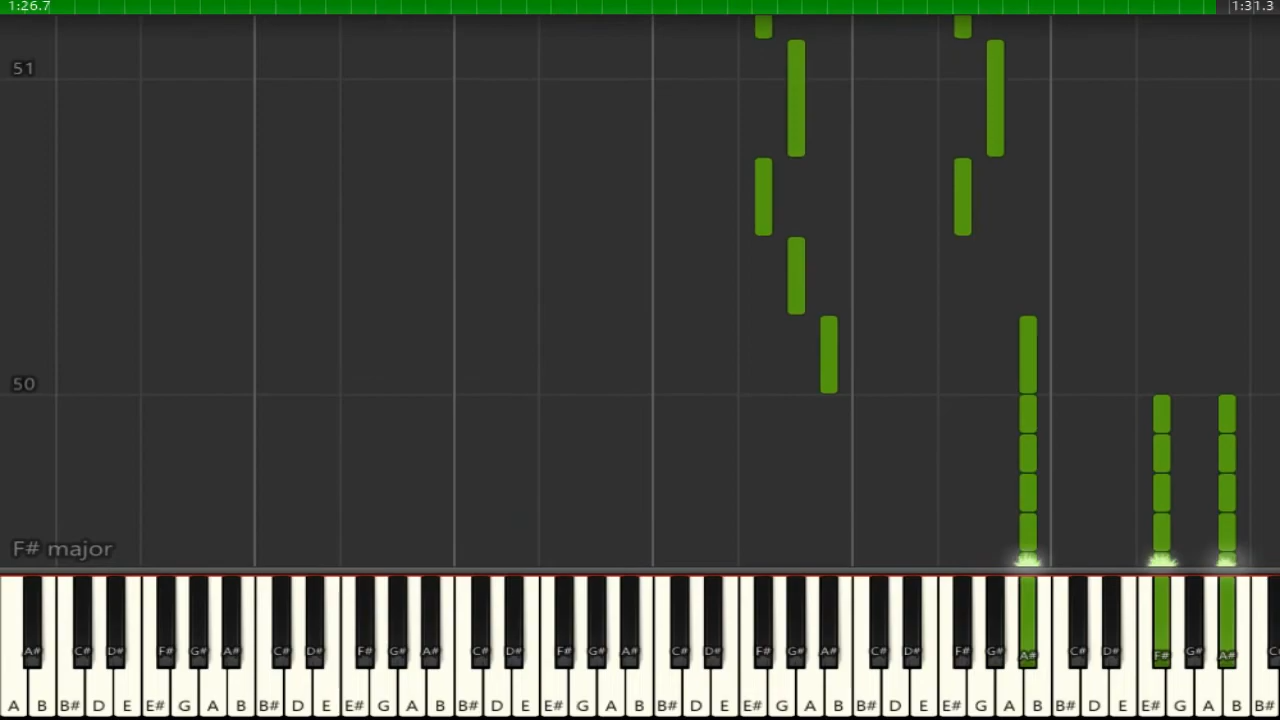 1:26.7 1:31.3
51
50
F# major
A# C# D# F# G# A# C# D# F# G# A# C# D# F# G# A# C# D# F# G# A# C# D# F# G# A# C# D# F# G# A#
A B B# D E E# G A B B# D E E# G A B B# D E E# G A B B# D E E# G A B B# D E E# G A B B# D E E# G A B B#